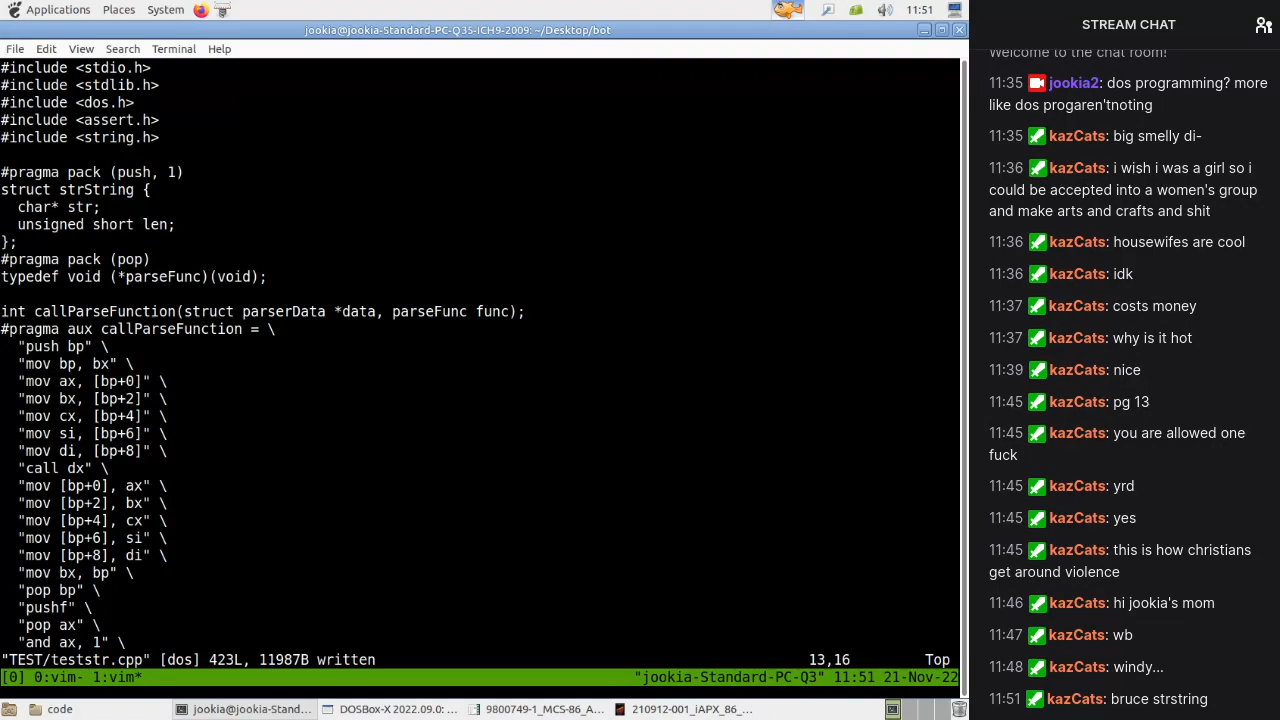 Applications Places System 11:51
jookia@jookia-Standard-PC-Q35-ICH9-2009: ~/Desktop/bot
File Edit View Search Terminal Help
#include <stdio.h>
#include <stdlib.h>
#include <dos.h>
#include <assert.h>
#include <string.h>
#pragma pack (push, 1)
struct strString {
char* str;
unsigned short len;
};
#pragma pack (pop)
typedef void (*parseFunc)(void);
int callParseFunction(struct parserData *data, parseFunc func);
#pragma aux callParseFunction = \
"push bp" \
"mov bp, bx" \
"mov ax, [bp+0]" \
"mov bx, [bp+2]" \
"mov cx, [bp+4]" \
"mov si, [bp+6]" \
"mov di, [bp+8]" \
"call dx" \
"mov [bp+0], ax" \
"mov [bp+2], bx" \
"mov [bp+4], cx" \
"mov [bp+6], si" \
"mov [bp+8], di" \
"mov bx, bp" \
"pop bp" \
"pushf" \
"pop ax" \
"and ax, 1" \
"TEST/teststr.cpp" [dos] 423L, 11987B written 13,16 Top
[0] 0:vim- 1:vim* "jookia-Standard-PC-Q3" 11:51 21-Nov-22
code jookia@jookia-Stand... DOSBox-X 2022.09.0: ... 9800749-1_MCS-86_A... 210912-001_iAPX_86_...
STREAM CHAT
Welcome to the chat room!
11:35 jookia2: dos programming? more
like dos progaren'tnoting
11:35 kazCats: big smelly di-
11:36 kazCats: i wish i was a girl so i
could be accepted into a women's group
and make arts and crafts and shit
11:36 kazCats: housewifes are cool
11:36 kazCats: idk
11:37 kazCats: costs money
11:37 kazCats: why is it hot
11:39 kazCats: nice
11:45 kazCats: pg 13
11:45 kazCats: you are allowed one
fuck
11:45 kazCats: yrd
11:45 kazCats: yes
11:45 kazCats: this is how christians
get around violence
11:46 kazCats: hi jookia's mom
11:47 kazCats: wb
11:48 kazCats: windy...
11:51 kazCats: bruce strstring